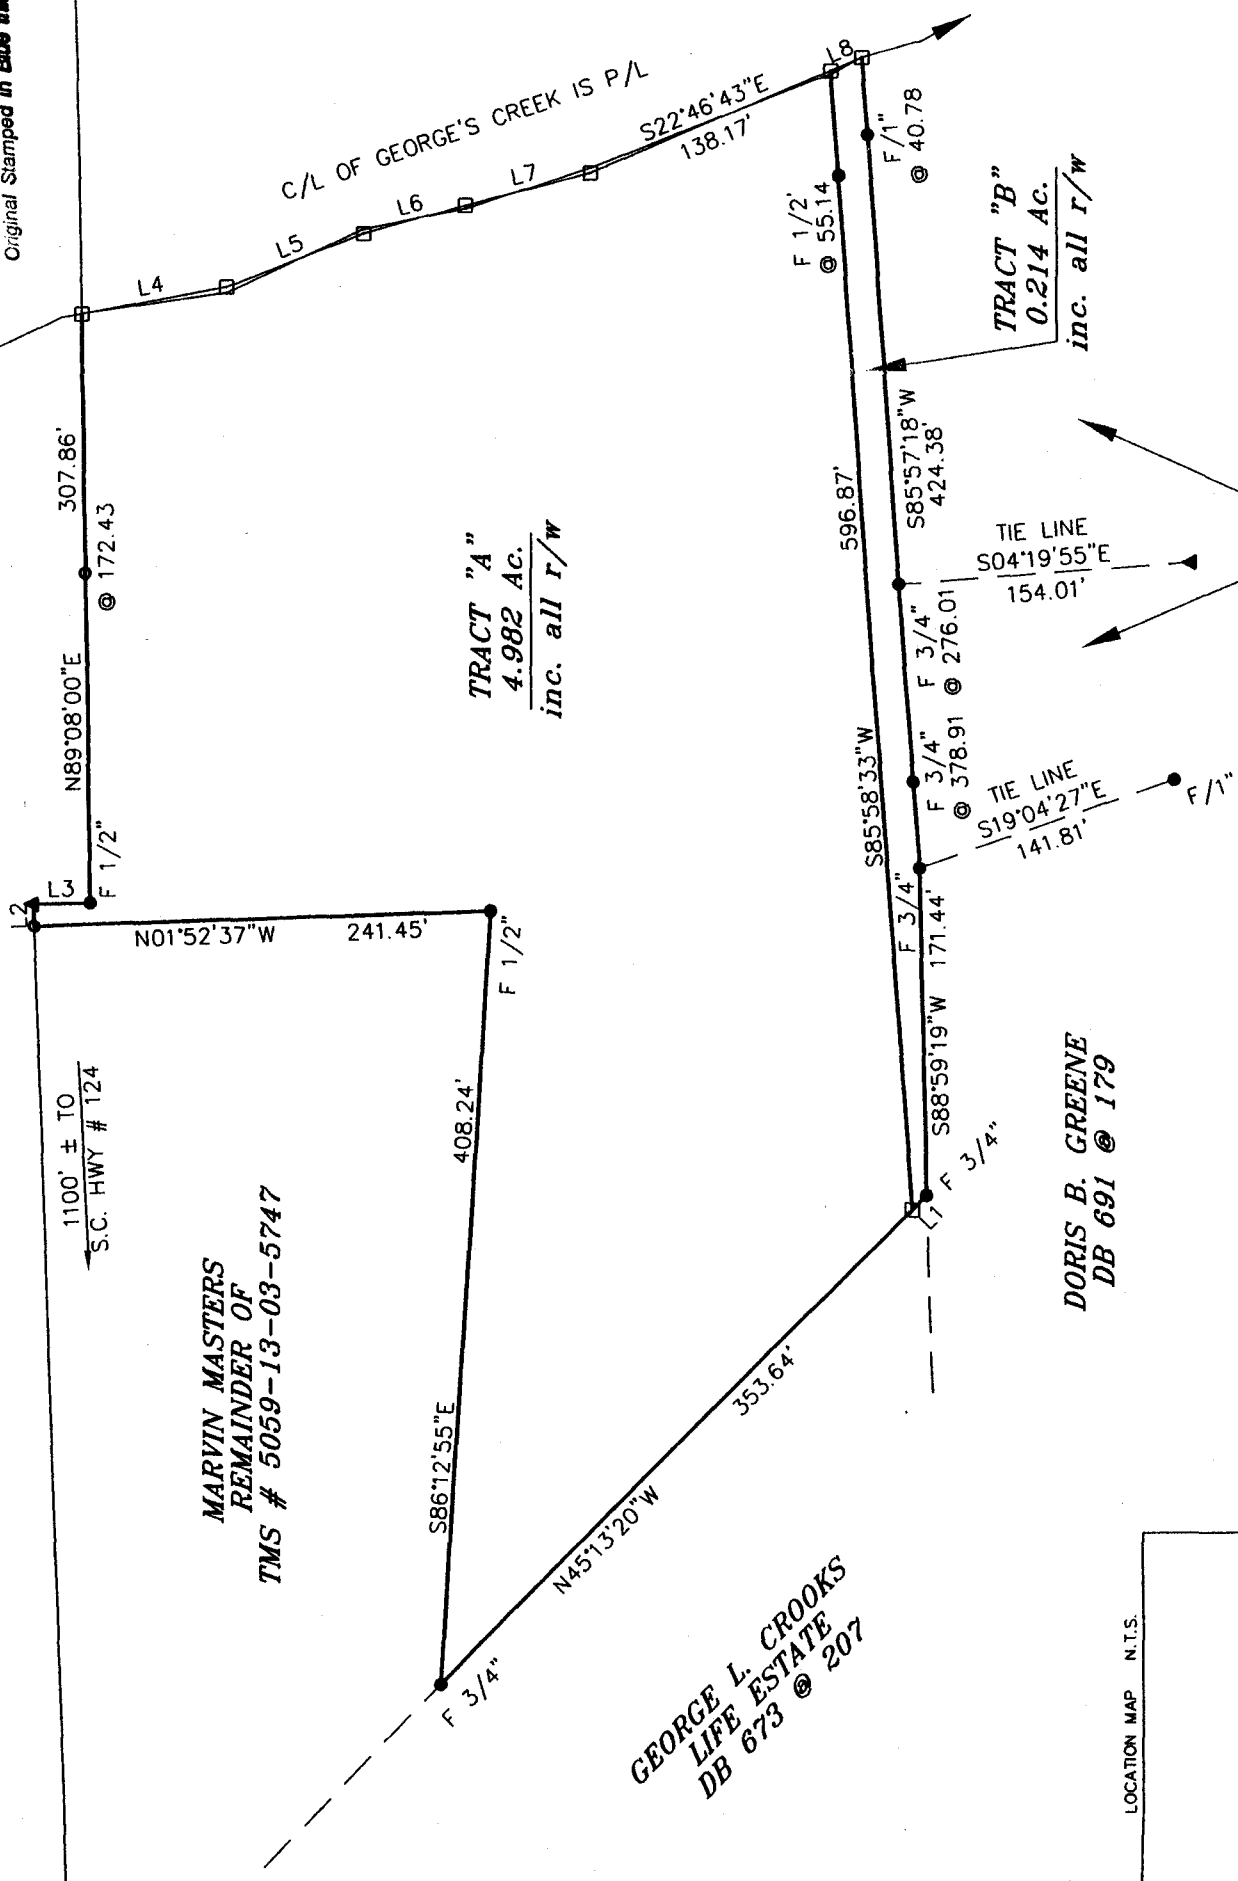 Original Stamped in Blue
C/L OF GEORGE'S CREEK IS P/L
L4
L5
L6
L7
S22°46'43"E
138.17'
L8
307.86'
N89°08'00"E
@ 172.43
F 1/2"
L3
L2
N01°52'37"W 241.45'
F 1/2"
1100' ± TO
S.C. HWY # 124
TRACT "A"
4.982 Ac.
inc. all r/w
F 1/2'
@ 55.14
F/1"
@ 40.78
TRACT "B"
0.214 Ac.
inc. all r/w
596.87'
S85°58'33"W
S85°57'18"W
424.38'
TIE LINE
S04°19'55"E
154.01'
F 3/4"
@ 276.01
F 3/4"
@ 378.91
TIE LINE
S19°04'27"E
141.81'
F/1"
F 3/4"
S88°59'19"W 171.44'
F 3/4"
L1
408.24'
S86°12'55"E
MARVIN MASTERS
REMAINDER OF
TMS # 5059-13-03-5747
353.64'
N45°13'20"W
F 3/4"
DORIS B. GREENE
DB 691 @ 179
GEORGE L. CROOKS
LIFE ESTATE
DB 673 @ 207
LOCATION MAP N.T.S.